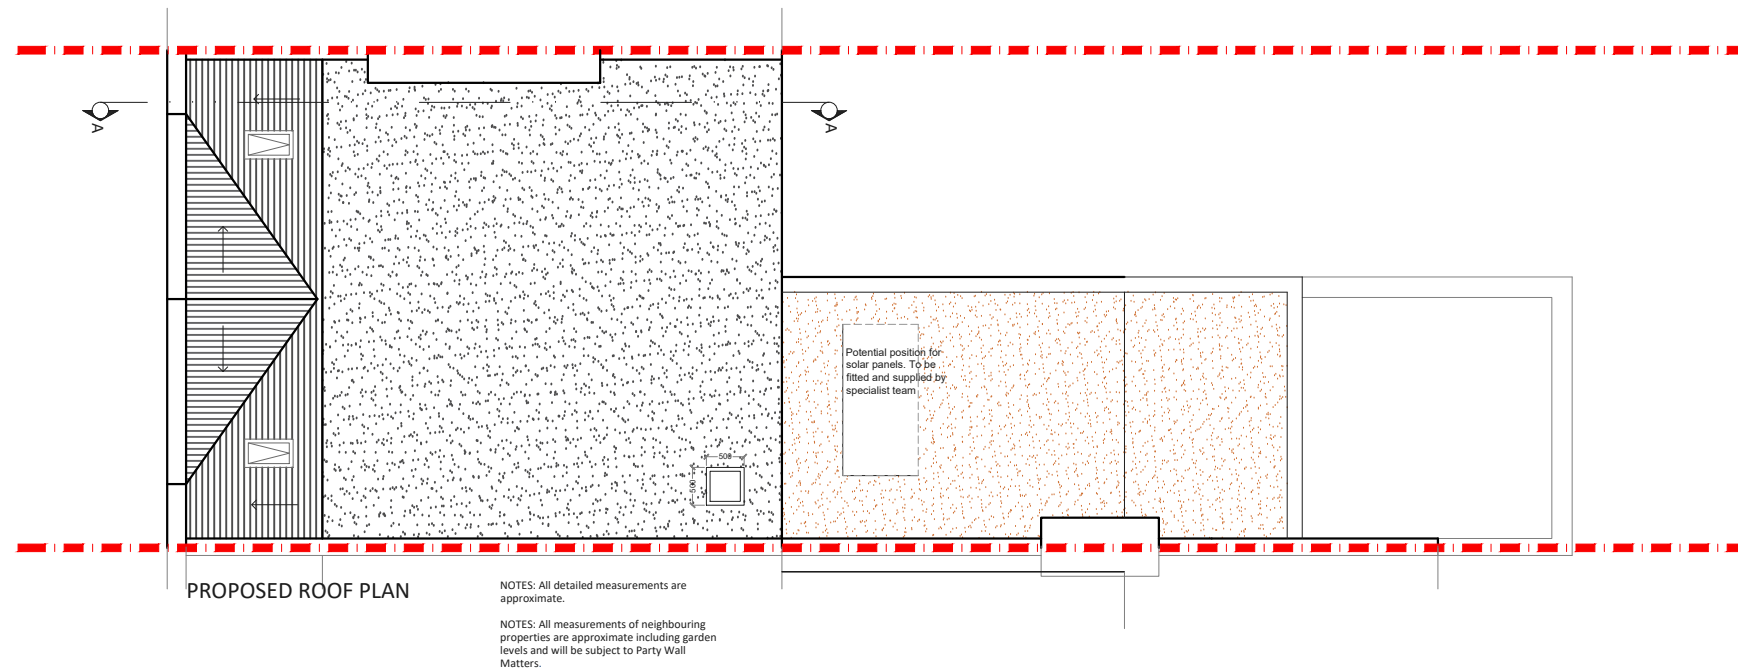 A
A
Potential position for
solar panels. To be
fitted and supplied by
specialist team
500
500
PROPOSED ROOF PLAN
NOTES: All detailed measurements are
approximate.
NOTES: All measurements of neighbouring
properties are approximate including garden
levels and will be subject to Party Wall
Matters.